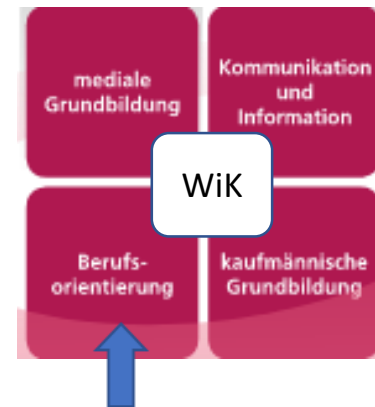 mediale
Grundbildung
Kommunikation
und
Information
WiK
Berufs-
orientierung
kaufmännische
Grundbildung